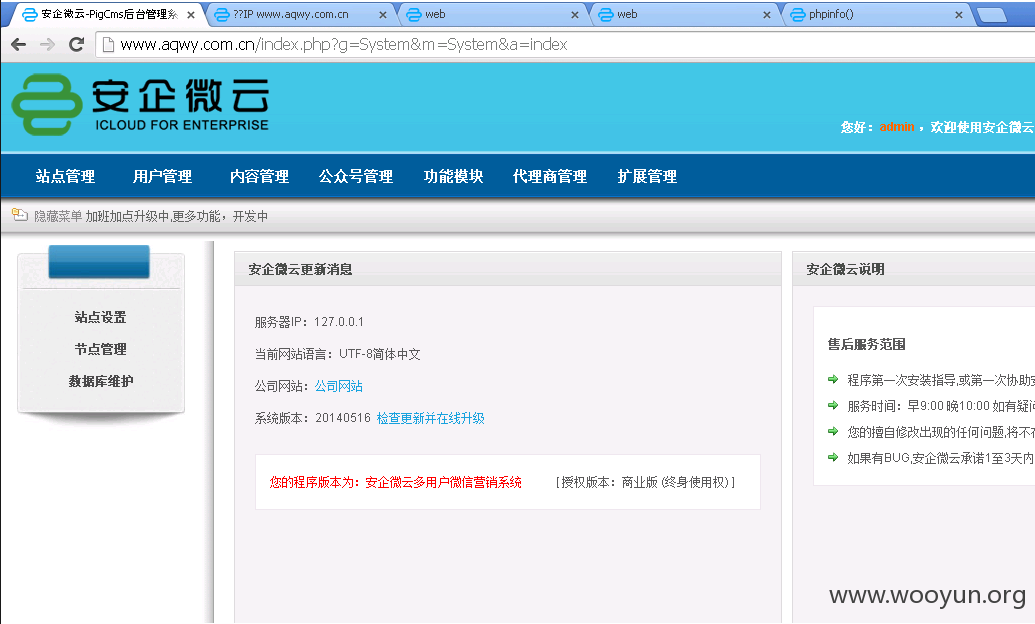 安企微云-PigCms后台管理系
??IP www.aqwy.com.cn
web
web
phpinfo()
www.aqwy.com.cn/index.php?g=System&m=System&a=index
安企微云
ICLOUD FOR ENTERPRISE
您好：admin ，欢迎使用安企微云
站点管理 用户管理 内容管理 公众号管理 功能模块 代理商管理 扩展管理
隐藏菜单 加班加点升级中,更多功能，开发中
站点设置
节点管理
数据库维护
安企微云更新消息
服务器IP：127.0.0.1
当前网站语言：UTF-8简体中文
公司网站：公司网站
系统版本：20140516 检查更新并在线升级
您的程序版本为：安企微云多用户微信营销系统 [授权版本：商业版 (终身使用权)]
安企微云说明
售后服务范围
程序第一次安装指导,或第一次协助安
服务时间：早9:00 晚10:00 如有疑问
您的擅自修改出现的任何问题,将不在
如果有BUG,安企微云承诺1至3天内
www.wooyun.org